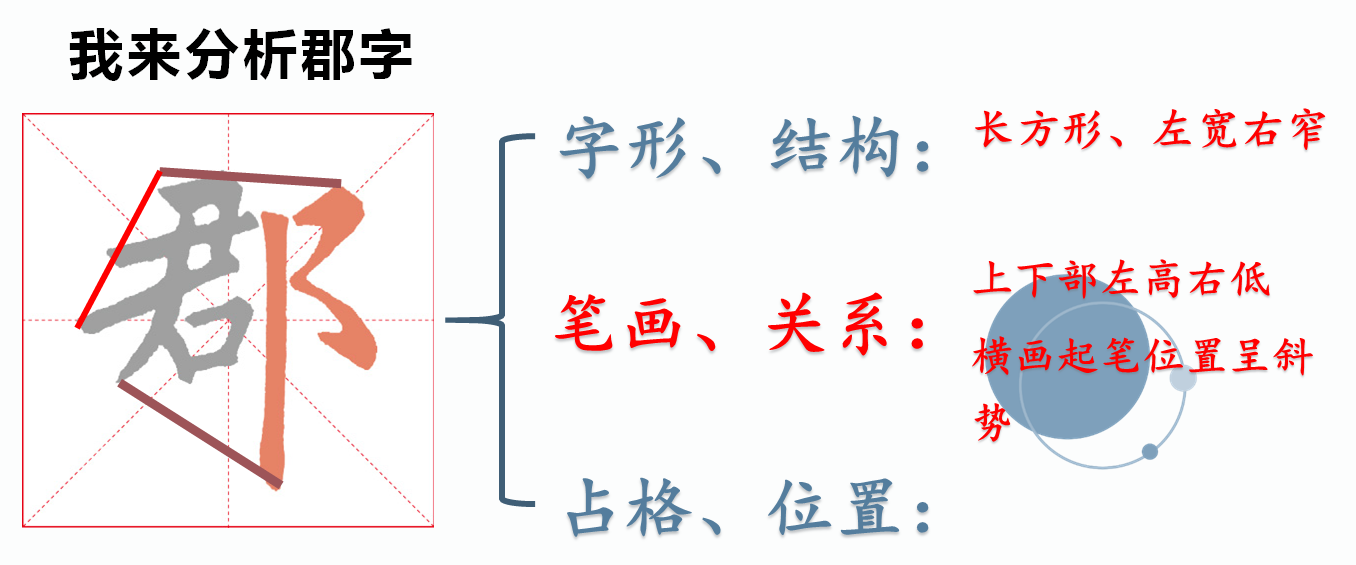 我来分析郡字
郡
字形、结构：
长方形、左宽右窄
笔画、关系：
上下部左高右低
横画起笔位置呈斜
势
占格、位置：